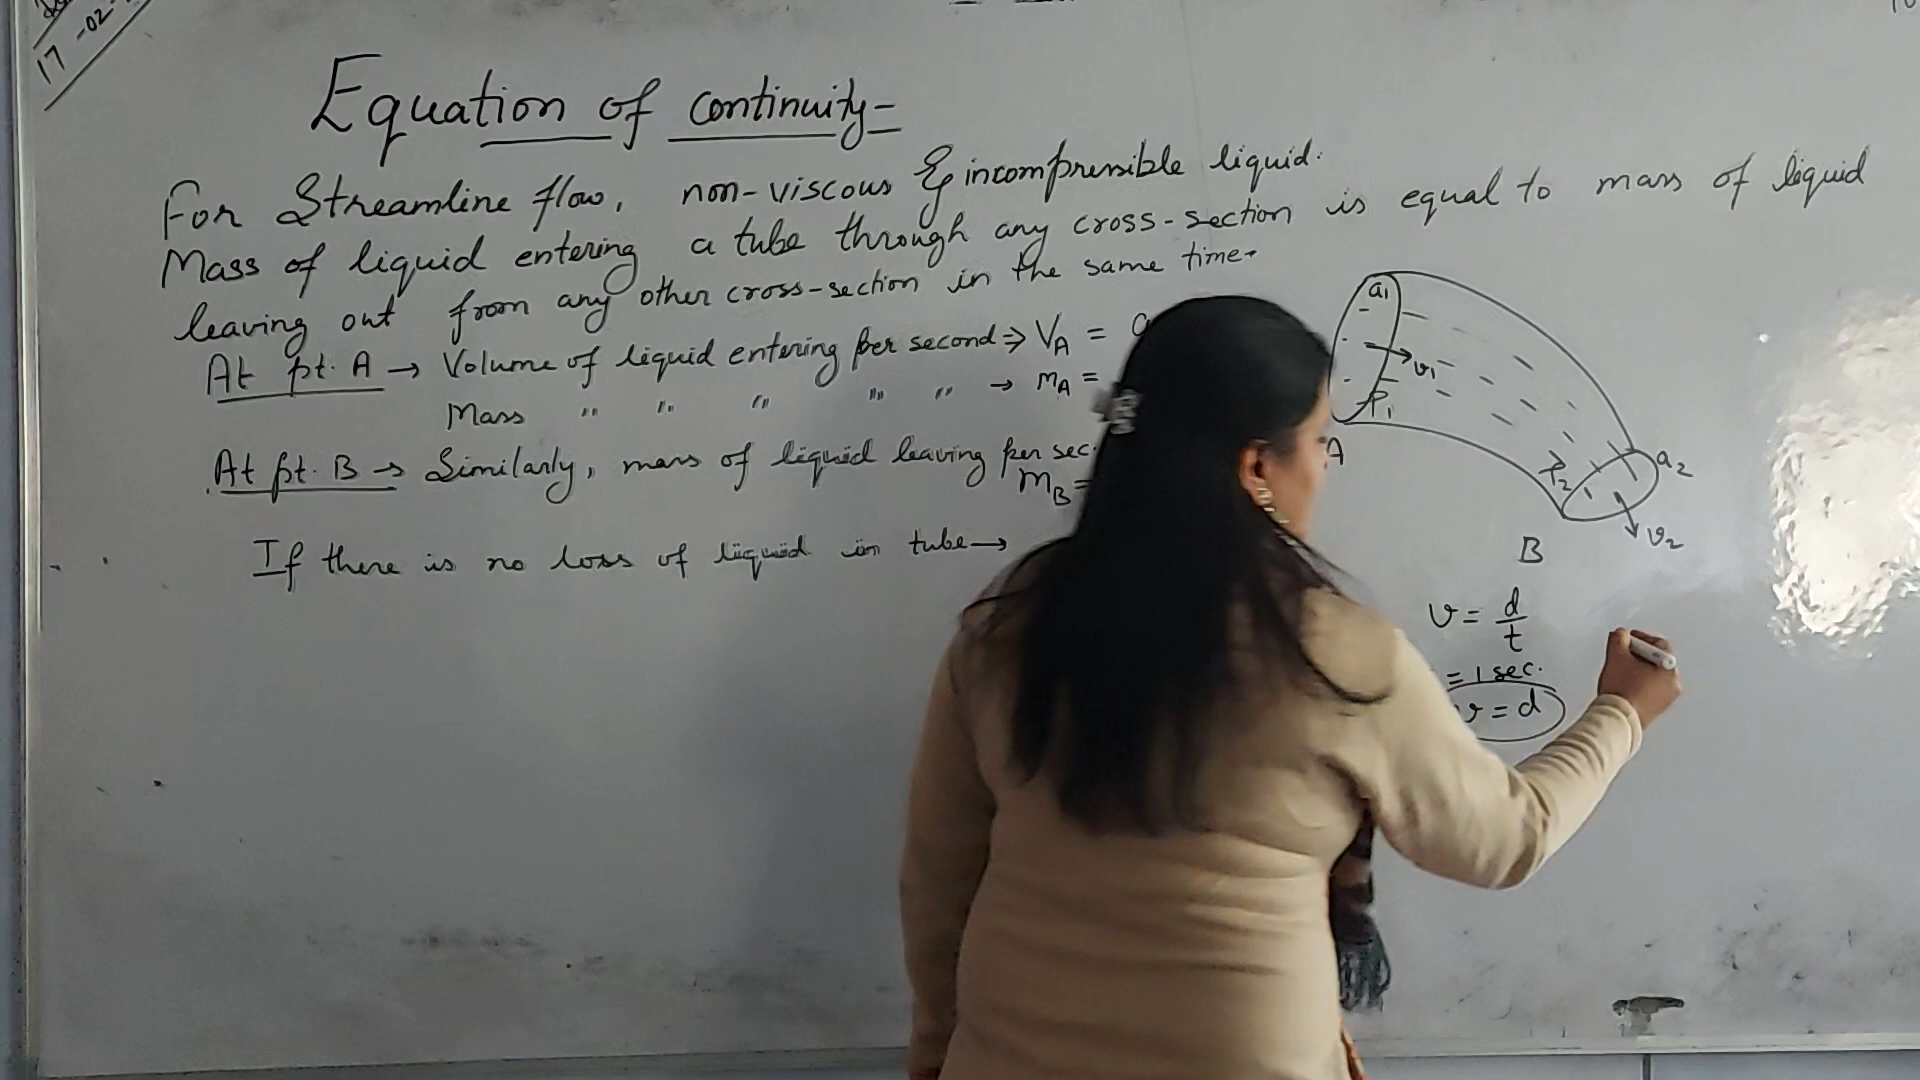 17-02-
Equation of continuity-
For Streamline flow, non-viscous & incompressible liquid.
Mass of liquid entering a tube through any cross-section is equal to mass of liquid
leaving out from any other cross-section in the same time.
At pt. A → Volume of liquid entering per second ⇒ V_A = a
Mass " " " " " → m_A =
At pt. B → Similarly, mass of liquid leaving per sec.
m_B =
If there is no loss of liquid in tube →
a₁
v₁
P₁
A
P₂
a₂
v₂
B
v = d/t
= 1 sec.
v = d